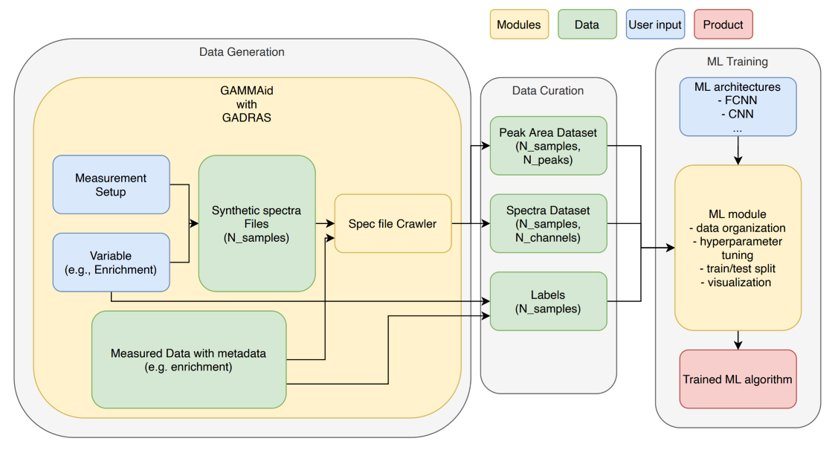 Modules
Data
User input
Product
Data Generation
GAMMAid
with
GADRAS
Measurement
Setup
Variable
(e.g., Enrichment)
Synthetic spectra
Files
(N_samples)
Spec file Crawler
Measured Data with metadata
(e.g. enrichment)
Data Curation
Peak Area Dataset
(N_samples,
N_peaks)
Spectra Dataset
(N_samples,
N_channels)
Labels
(N_samples)
ML Training
ML architectures
- FCNN
- CNN
...
ML module
- data organization
- hyperparameter
tuning
- train/test split
- visualization
Trained ML algorithm